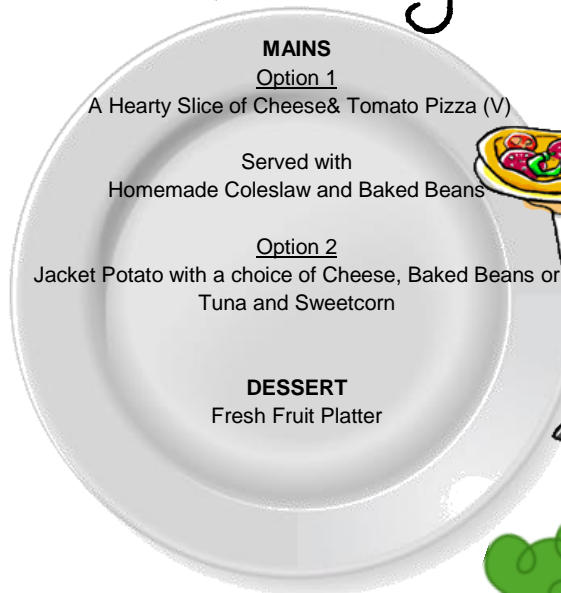 MAINS
Option 1
A Hearty Slice of Cheese& Tomato Pizza (V)
Served with
Homemade Coleslaw and Baked Beans
Option 2
Jacket Potato with a choice of Cheese, Baked Beans or
Tuna and Sweetcorn
DESSERT
Fresh Fruit Platter